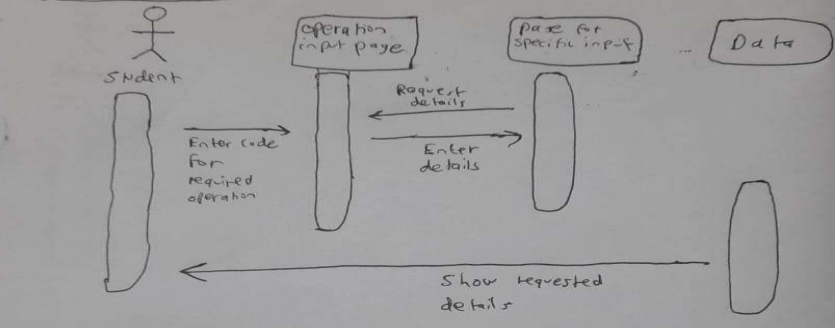 operation
input page
page for
specific input
...
Data
Student
Request
details
Enter code
for
required
operation
Enter
details
Show requested
details